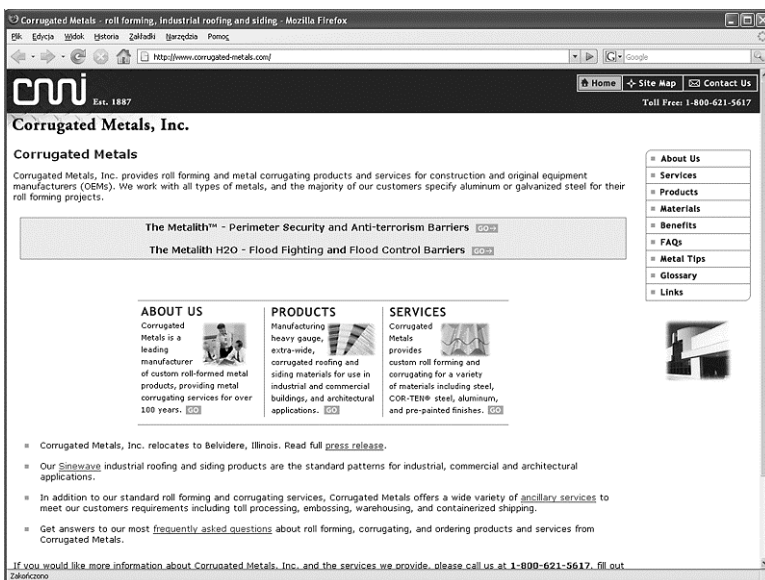 Corrugated Metals - roll forming, industrial roofing and siding - Mozilla Firefox
Plik Edycja Widok Historia Zakładki Narzędzia Pomoc
http://www.corrugated-metals.com/
Google
cmi
Est. 1887
Home
Site Map
Contact Us
Toll Free: 1-800-621-5617
Corrugated Metals, Inc.
Corrugated Metals
Corrugated Metals, Inc. provides roll forming and metal corrugating products and services for construction and original equipment
manufacturers (OEMs). We work with all types of metals, and the majority of our customers specify aluminum or galvanized steel for their
roll forming projects.
The Metalith™ - Perimeter Security and Anti-terrorism Barriers GO→
The Metalith H2O - Flood Fighting and Flood Control Barriers GO→
About Us
Services
Products
Materials
Benefits
FAQs
Metal Tips
Glossary
Links
ABOUT US
Corrugated
Metals is a
leading
manufacturer
of custom roll-formed metal
products, providing metal
corrugating services for over
100 years. GO
PRODUCTS
Manufacturing
heavy gauge,
extra-wide,
corrugated roofing and
siding materials for use in
industrial and commercial
buildings, and architectural
applications. GO
SERVICES
Corrugated
Metals
provides
custom roll forming and
corrugating for a variety
of materials including steel,
COR-TEN® steel, aluminum,
and pre-painted finishes. GO
Corrugated Metals, Inc. relocates to Belvidere, Illinois. Read full press release.
Our Sinewave industrial roofing and siding products are the standard patterns for industrial, commercial and architectural
applications.
In addition to our standard roll forming and corrugating services, Corrugated Metals offers a wide variety of ancillary services to
meet our customers requirements including toll processing, embossing, warehousing, and containerized shipping.
Get answers to our most frequently asked questions about roll forming, corrugating, and ordering products and services from
Corrugated Metals.
If you would like more information about Corrugated Metals, Inc. and the services we provide, please call us at 1-800-621-5617, fill out
Zakończono